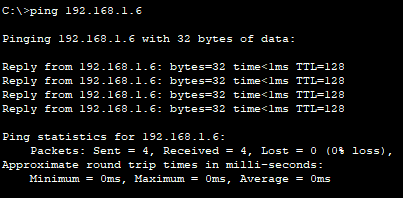 C:\>ping 192.168.1.6
Pinging 192.168.1.6 with 32 bytes of data:
Reply from 192.168.1.6: bytes=32 time<1ms TTL=128
Reply from 192.168.1.6: bytes=32 time<1ms TTL=128
Reply from 192.168.1.6: bytes=32 time<1ms TTL=128
Reply from 192.168.1.6: bytes=32 time<1ms TTL=128
Ping statistics for 192.168.1.6:
Packets: Sent = 4, Received = 4, Lost = 0 (0% loss),
Approximate round trip times in milli-seconds:
Minimum = 0ms, Maximum = 0ms, Average = 0ms